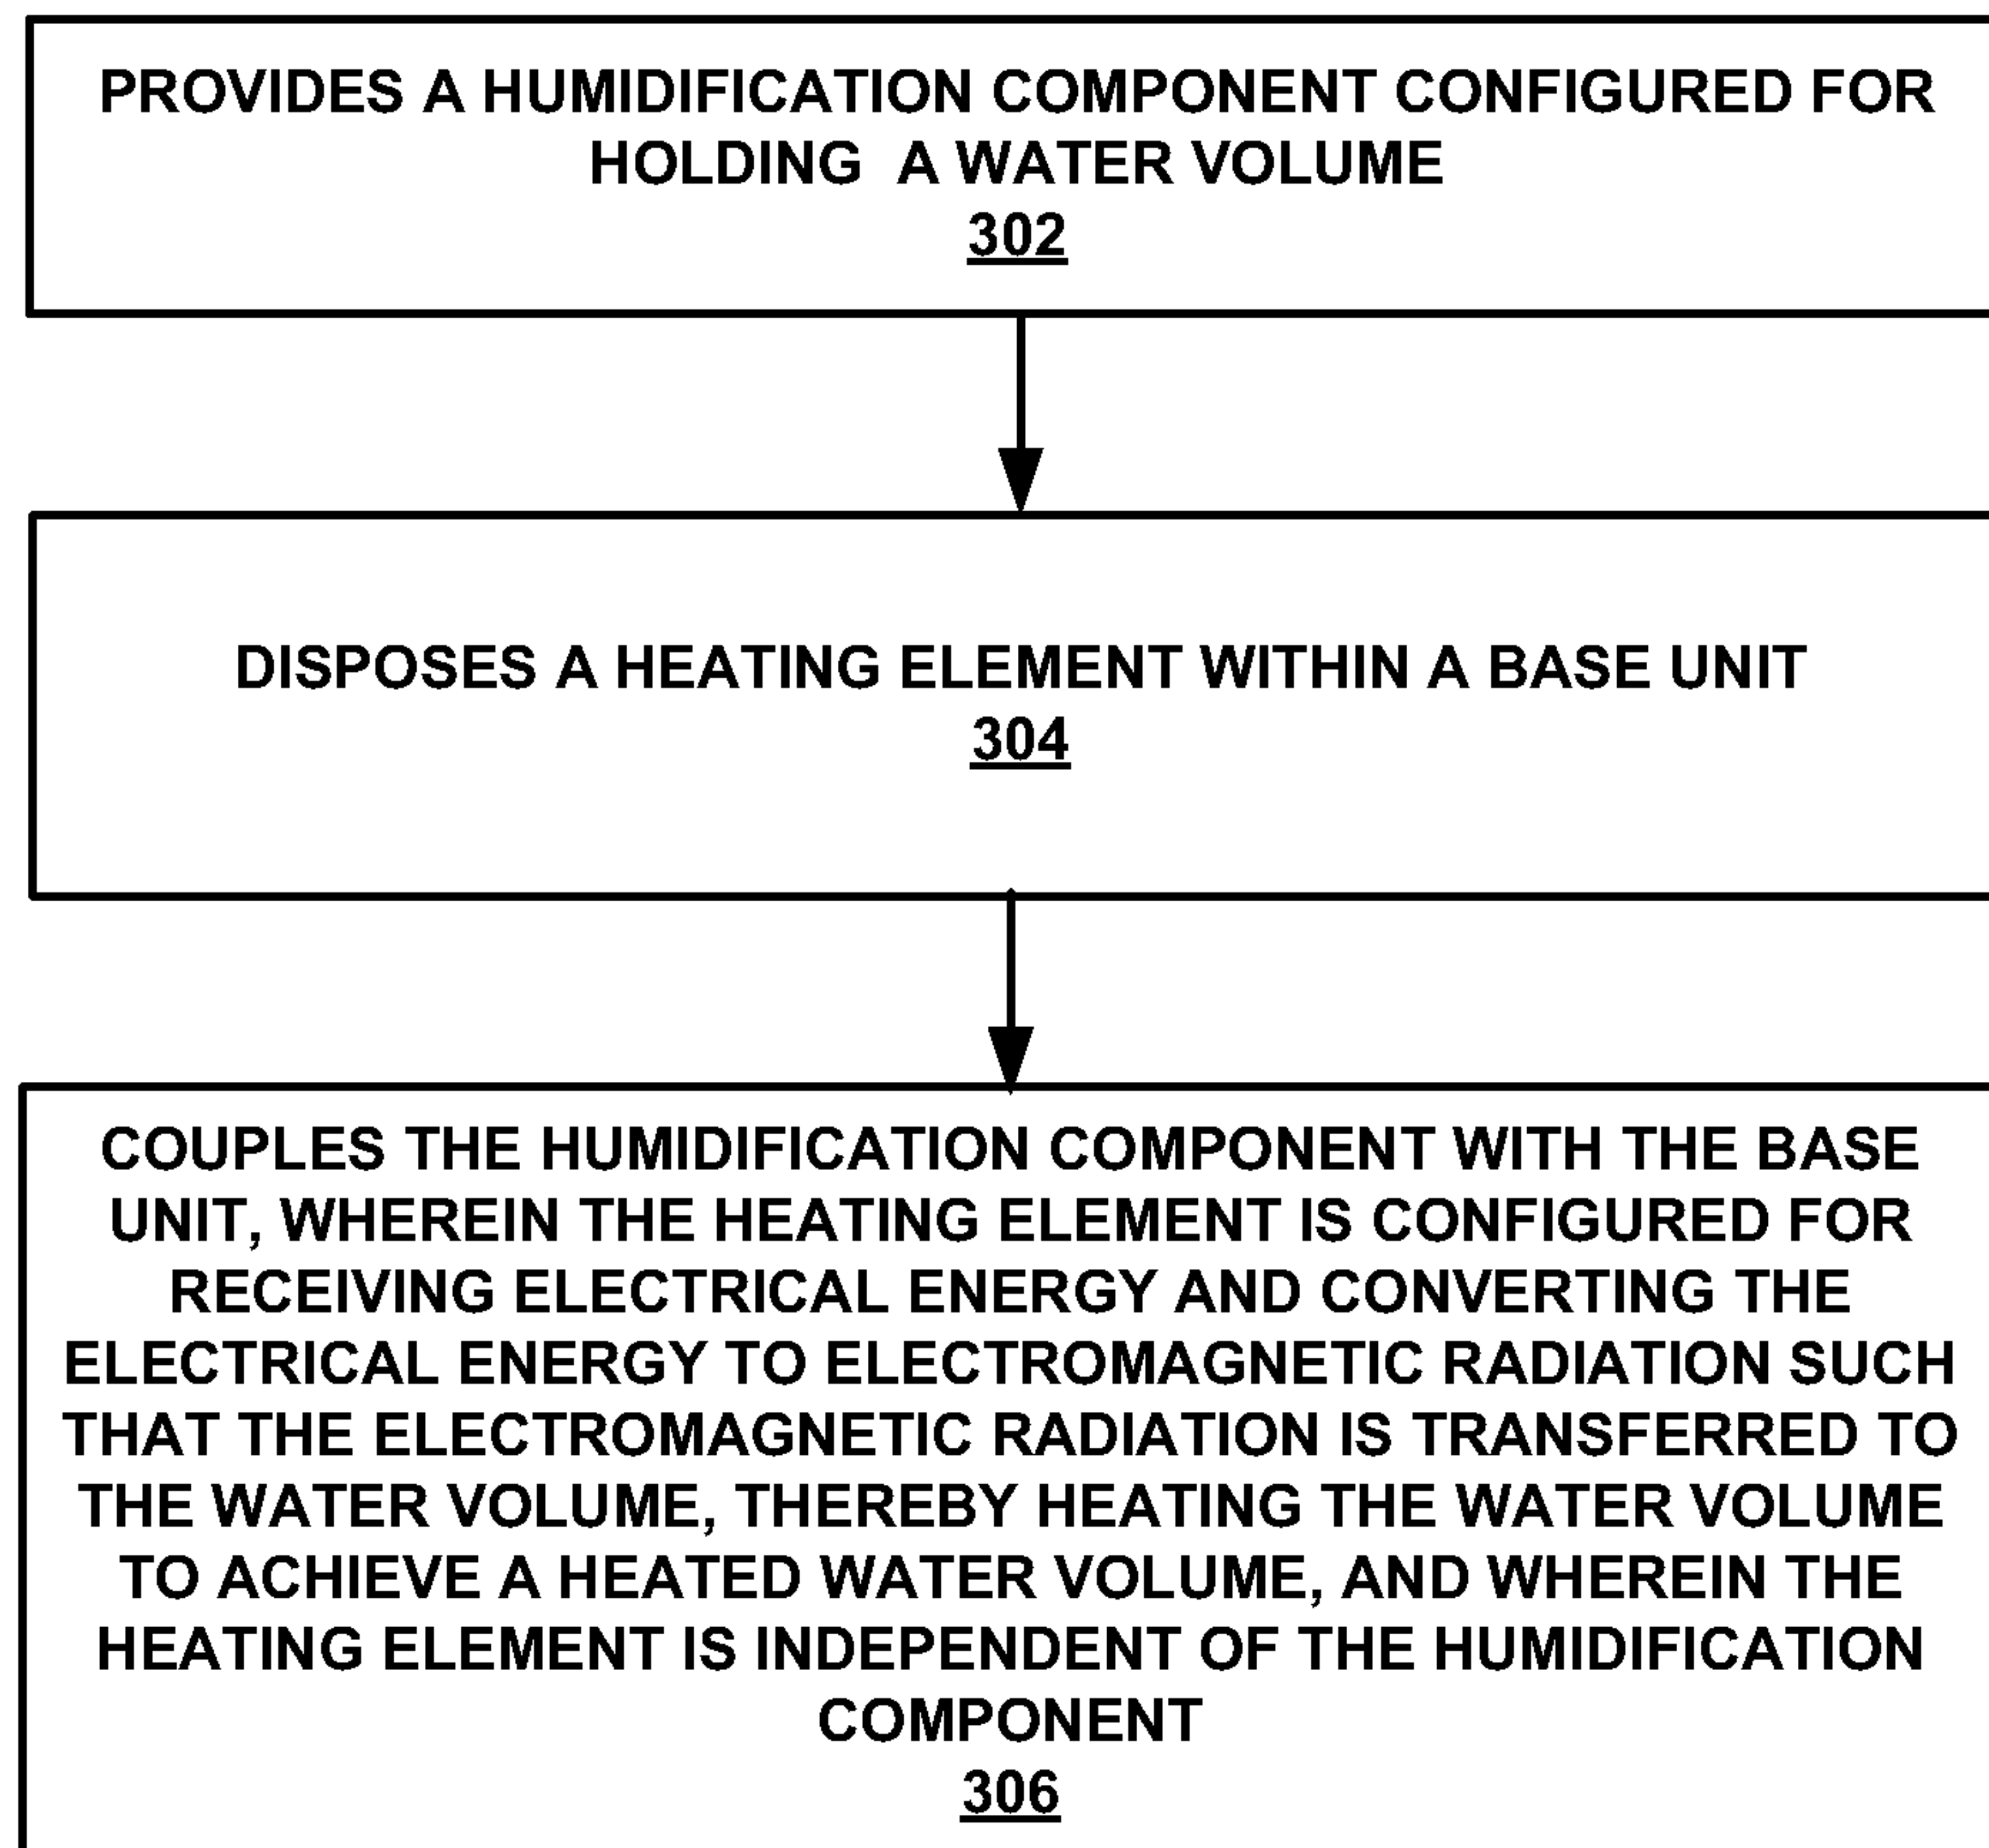 PROVIDES A HUMIDIFICATION COMPONENT CONFIGURED FOR
HOLDING A WATER VOLUME
302
DISPOSES A HEATING ELEMENT WITHIN A BASE UNIT
304
COUPLES THE HUMIDIFICATION COMPONENT WITH THE BASE
UNIT, WHEREIN THE HEATING ELEMENT IS CONFIGURED FOR
RECEIVING ELECTRICAL ENERGY AND CONVERTING THE
ELECTRICAL ENERGY TO ELECTROMAGNETIC RADIATION SUCH
THAT THE ELECTROMAGNETIC RADIATION IS TRANSFERRED TO
THE WATER VOLUME, THEREBY HEATING THE WATER VOLUME
TO ACHIEVE A HEATED WATER VOLUME, AND WHEREIN THE
HEATING ELEMENT IS INDEPENDENT OF THE HUMIDIFICATION
COMPONENT
306